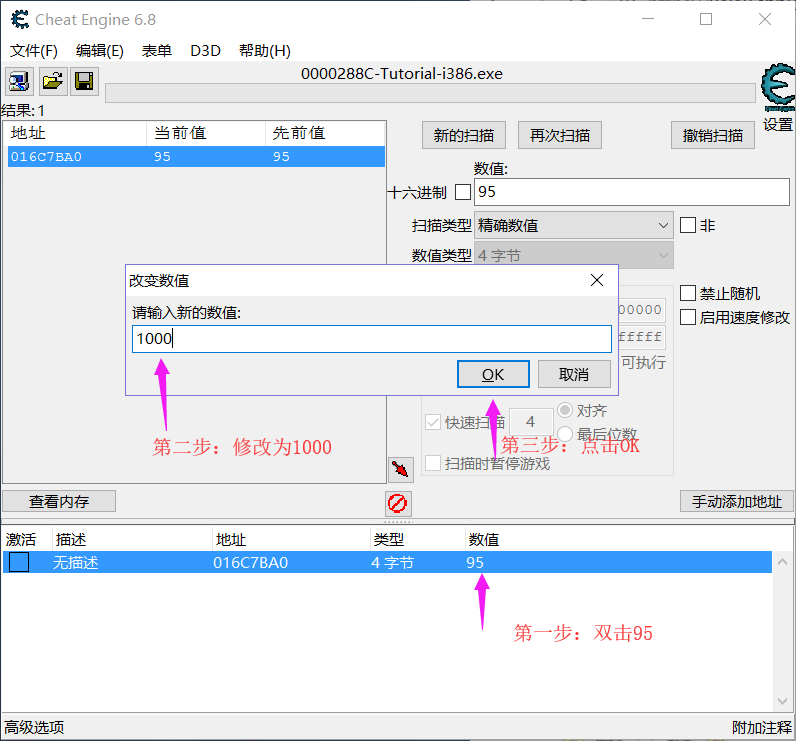 Cheat Engine 6.8
文件(F) 编辑(E) 表单 D3D 帮助(H)
0000288C-Tutorial-i386.exe
结果: 1
设置
地址 当前值 先前值
016C7BA0 95 95
新的扫描 再次扫描 撤销扫描
数值:
十六进制 95
扫描类型 精确数值 非
数值类型 4 字节
改变数值
请输入新的数值:
1000
OK 取消
00000
禁止随机
fffff
启用速度修改
可执行
快速扫描 4 对齐
最后位数
扫描时暂停游戏
第二步：修改为1000
第三步：点击OK
查看内存 手动添加地址
激活 描述 地址 类型 数值
无描述 016C7BA0 4 字节 95
第一步：双击95
高级选项 附加注释